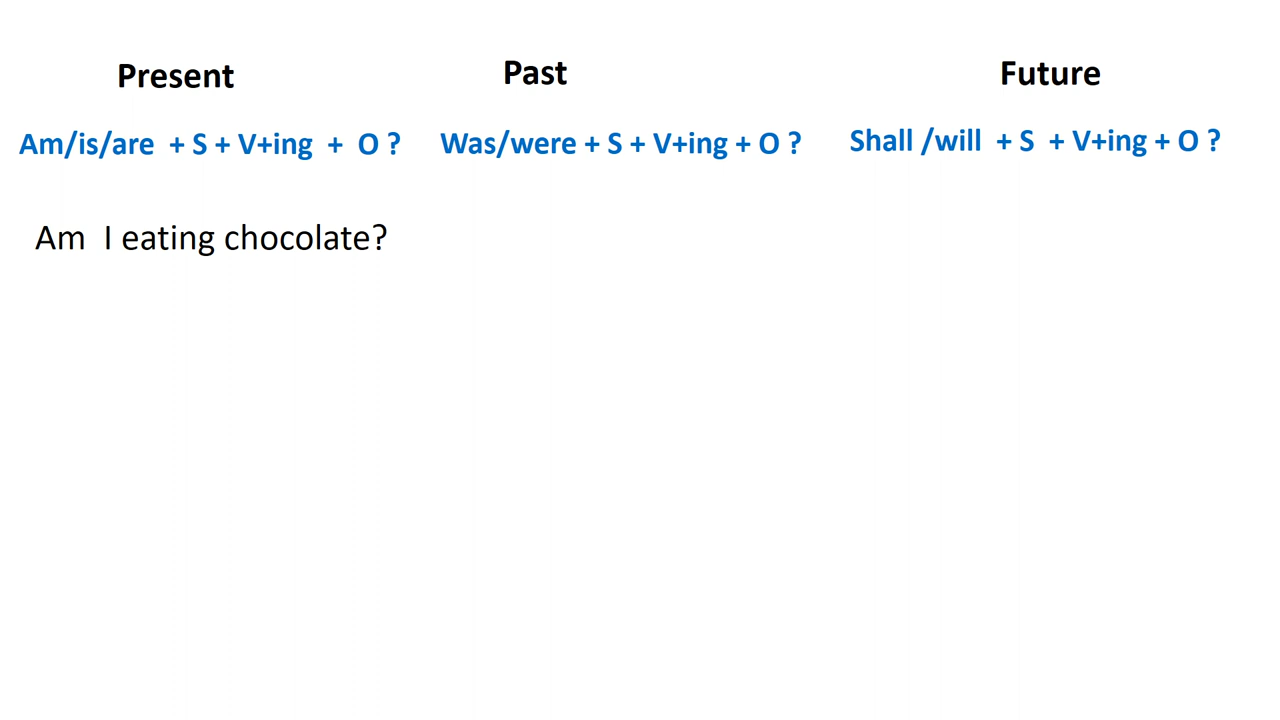 Present Past Future
Am/is/are + S + V+ing + O ? Was/were + S + V+ing + O ? Shall /will + S + V+ing + O ?
Am I eating chocolate?